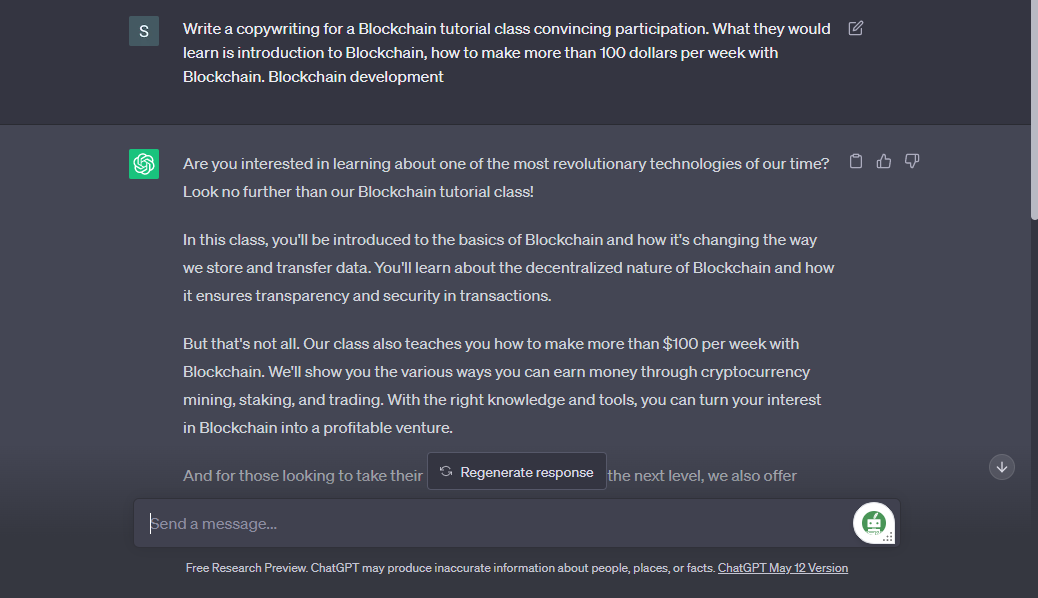 S
Write a copywriting for a Blockchain tutorial class convincing participation. What they would
learn is introduction to Blockchain, how to make more than 100 dollars per week with
Blockchain. Blockchain development
Are you interested in learning about one of the most revolutionary technologies of our time?
Look no further than our Blockchain tutorial class!
In this class, you'll be introduced to the basics of Blockchain and how it's changing the way
we store and transfer data. You'll learn about the decentralized nature of Blockchain and how
it ensures transparency and security in transactions.
But that's not all. Our class also teaches you how to make more than $100 per week with
Blockchain. We'll show you the various ways you can earn money through cryptocurrency
mining, staking, and trading. With the right knowledge and tools, you can turn your interest
in Blockchain into a profitable venture.
And for those looking to take their
Regenerate response
the next level, we also offer
Send a message...
Free Research Preview. ChatGPT may produce inaccurate information about people, places, or facts. ChatGPT May 12 Version